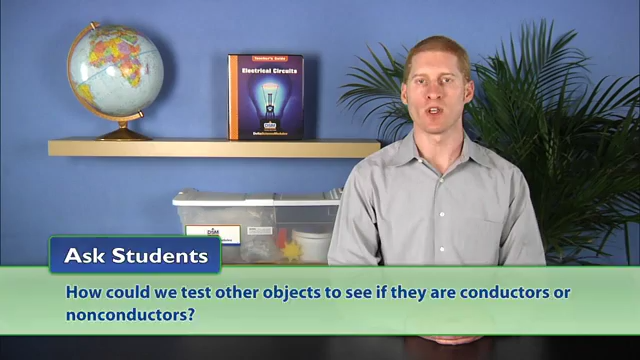 Teacher's Guide
Electrical Circuits
DSM
Ask Students
How could we test other objects to see if they are conductors or
nonconductors?